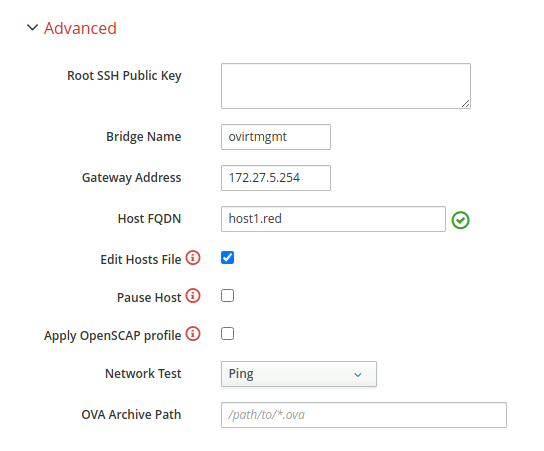 Advanced
Root SSH Public Key
Bridge Name ovirtmgmt
Gateway Address 172.27.5.254
Host FQDN host1.red
Edit Hosts File
Pause Host
Apply OpenSCAP profile
Network Test Ping
OVA Archive Path /path/to/*.ova